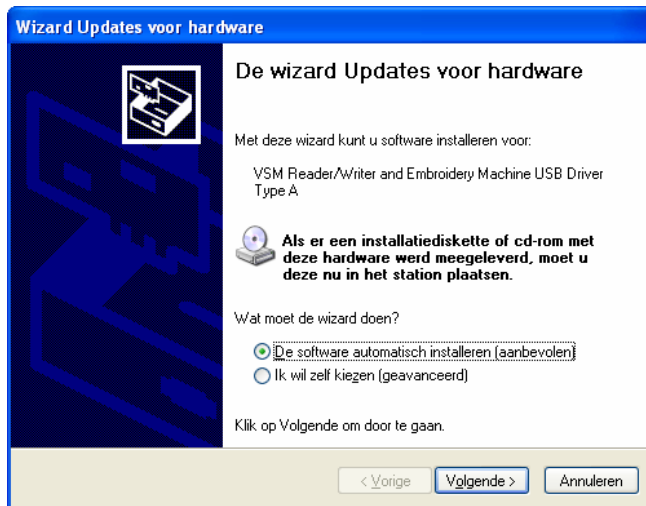 Wizard Updates voor hardware
De wizard Updates voor hardware
Met deze wizard kunt u software installeren voor:
VSM Reader/Writer and Embroidery Machine USB Driver
Type A
Als er een installatiediskette of cd-rom met
deze hardware werd meegeleverd, moet u
deze nu in het station plaatsen.
Wat moet de wizard doen?
De software automatisch installeren (aanbevolen)
Ik wil zelf kiezen (geavanceerd)
Klik op Volgende om door te gaan.
< Vorige
Volgende >
Annuleren